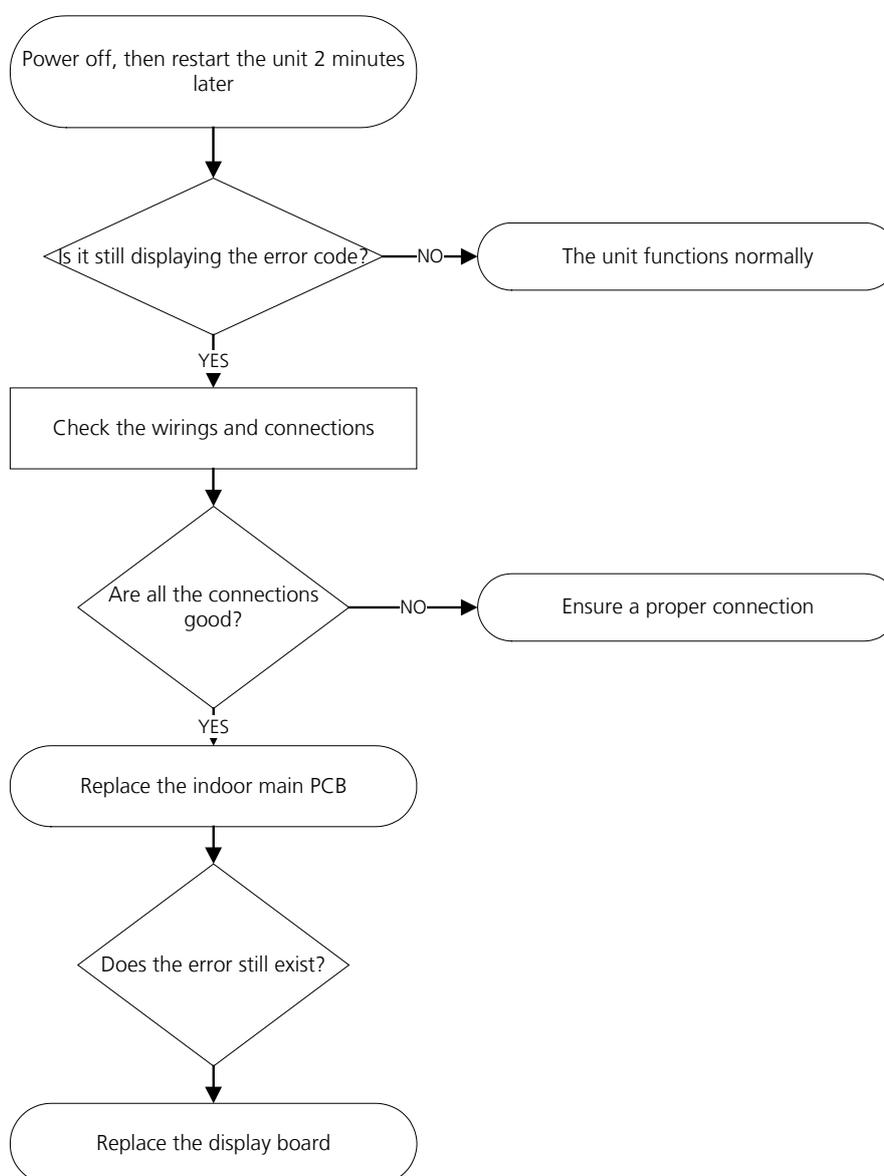 Power off, then restart the unit 2 minutes
later
Is it still displaying the error code?
NO
The unit functions normally
YES
Check the wirings and connections
Are all the connections
good?
NO
Ensure a proper connection
YES
Replace the indoor main PCB
Does the error still exist?
Replace the display board